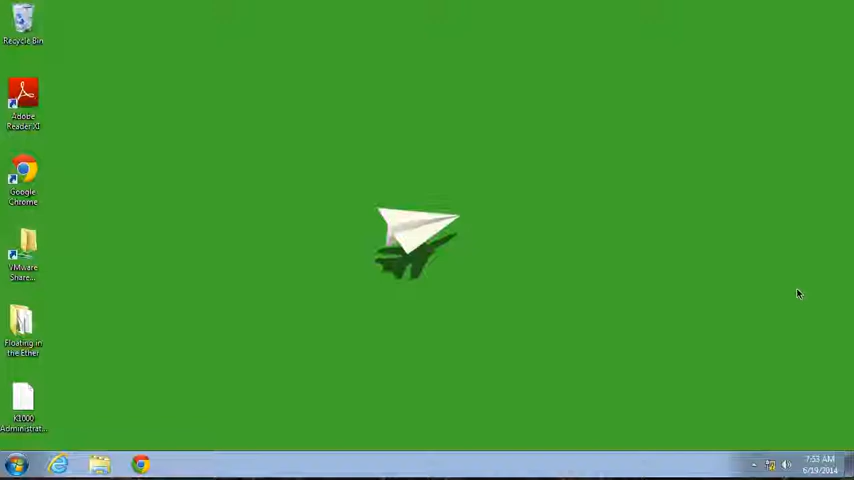 Recycle Bin
Adobe
Reader XI
Google
Chrome
VMware
Share...
Floating in
the Ether
K1000
Administrat...
7:53 AM
6/19/2014